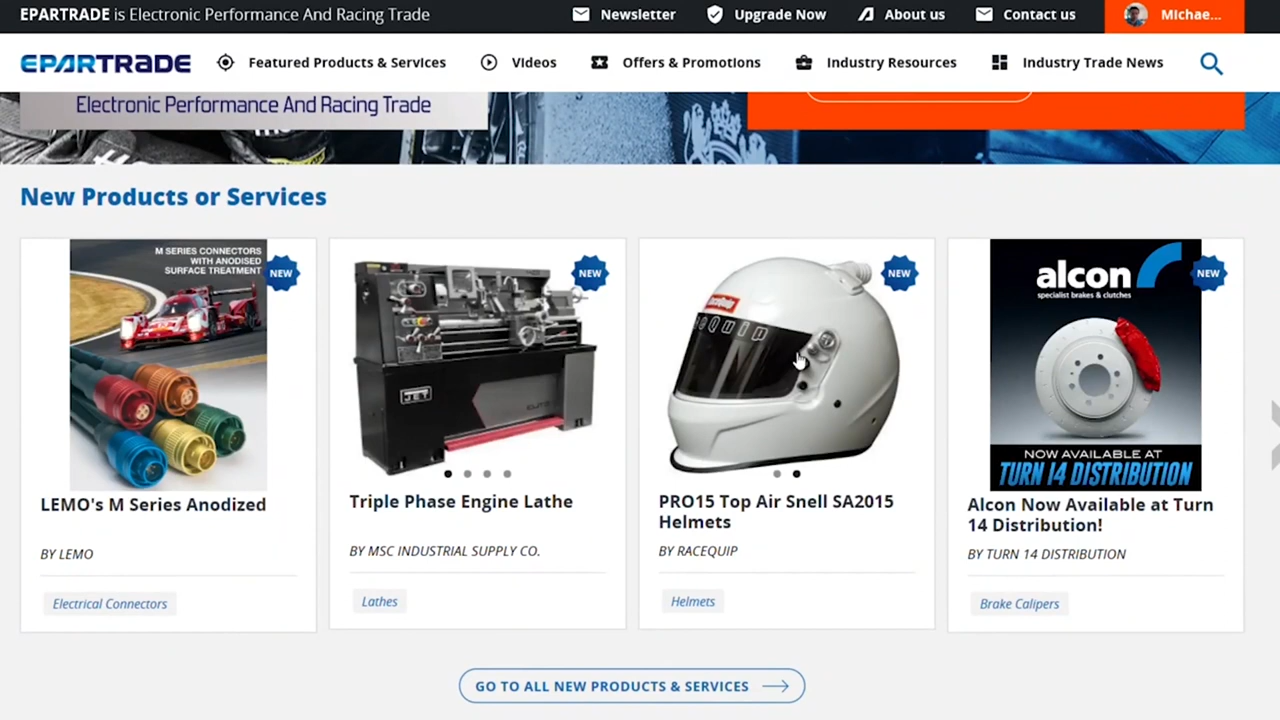 EPARTRADE is Electronic Performance And Racing Trade
Newsletter
Upgrade Now
About us
Contact us
Michae...
EPARTRADE
Featured Products & Services
Videos
Offers & Promotions
Industry Resources
Industry Trade News
Electronic Performance And Racing Trade
New Products or Services
M SERIES CONNECTORS
WITH ANODISED
SURFACE TREATMENT
NEW
LEMO's M Series Anodized
BY LEMO
Electrical Connectors
NEW
JET
ELITE
Triple Phase Engine Lathe
BY MSC INDUSTRIAL SUPPLY CO.
Lathes
NEW
PRO15 Top Air Snell SA2015
Helmets
BY RACEQUIP
Helmets
alcon
specialist brakes & clutches
NEW
NOW AVAILABLE AT
TURN 14 DISTRIBUTION
Alcon Now Available at Turn
14 Distribution!
BY TURN 14 DISTRIBUTION
Brake Calipers
GO TO ALL NEW PRODUCTS & SERVICES